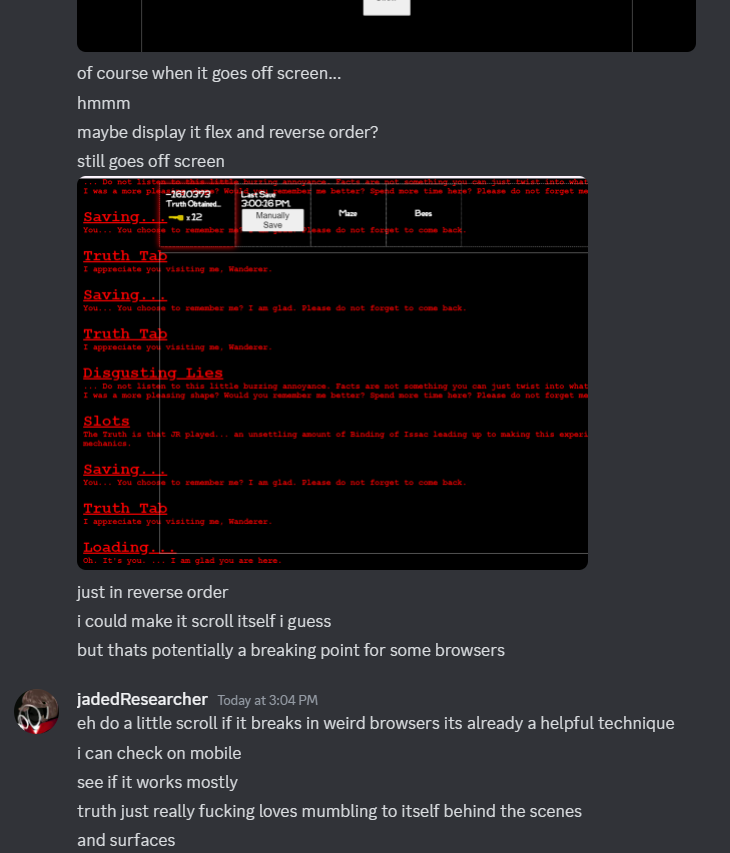 of course when it goes off screen...
hmmm
maybe display it flex and reverse order?
still goes off screen
... Do not listen to this little buzzing annoyance. Facts are not something you can just twist into what
I was a more pleasing shape? Would you remember me better? Spend more time here? Please do not forget me
-1610373
Truth Obtained...
x 12
Last Save
3:00:26 PM
Manually
Save
Maze
Bees
Saving...
You... You choose to remember me? I am glad. Please do not forget to come back.
Truth Tab
I appreciate you visiting me, Wanderer.
Saving...
You... You choose to remember me? I am glad. Please do not forget to come back.
Truth Tab
I appreciate you visiting me, Wanderer.
Disgusting Lies
... Do not listen to this little buzzing annoyance. Facts are not something you can just twist into what
I was a more pleasing shape? Would you remember me better? Spend more time here? Please do not forget me
Slots
The Truth is that JR played... an unsettling amount of Binding of Isaac leading up to making this experi
mechanics.
Saving...
You... You choose to remember me? I am glad. Please do not forget to come back.
Truth Tab
I appreciate you visiting me, Wanderer.
Loading...
Oh. It's you. ... I am glad you are here.
just in reverse order
i could make it scroll itself i guess
but thats potentially a breaking point for some browsers
jadedResearcher Today at 3:04 PM
eh do a little scroll if it breaks in weird browsers its already a helpful technique
i can check on mobile
see if it works mostly
truth just really fucking loves mumbling to itself behind the scenes
and surfaces